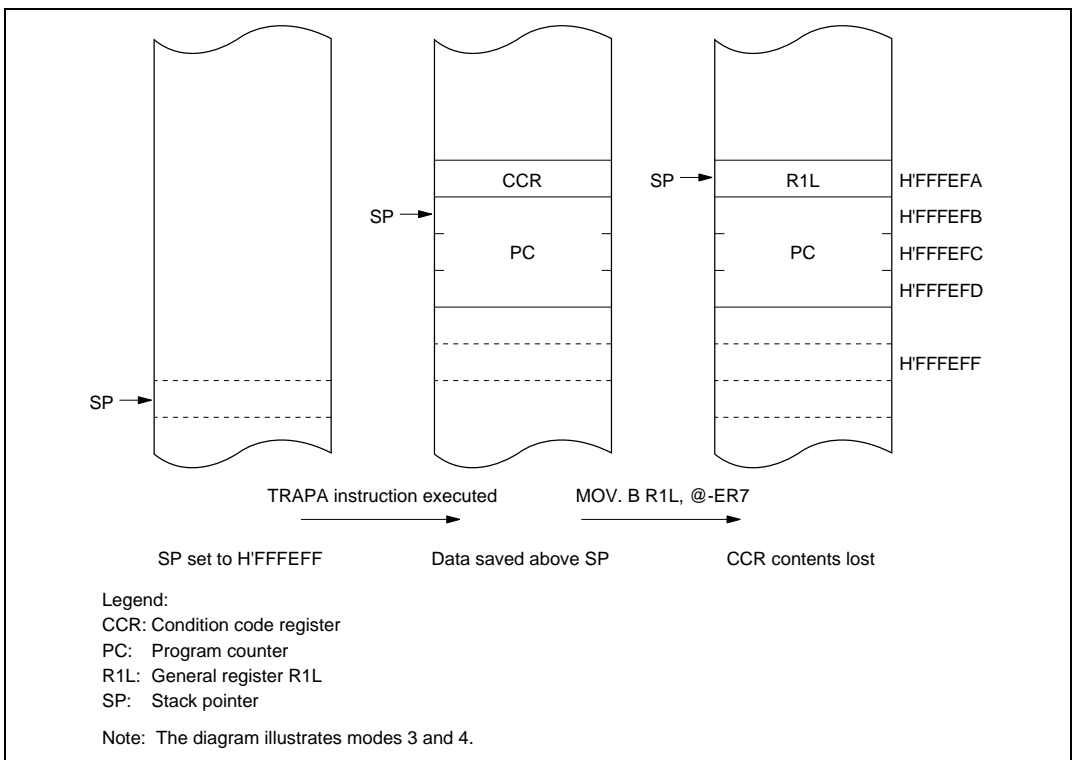 CCR
SP
R1L
H'FFFEFA
SP
H'FFFEFB
PC
PC
H'FFFEFC
H'FFFEFD
H'FFFEFF
SP
TRAPA instruction executed
MOV. B R1L, @-ER7
SP set to H'FFFEFF
Data saved above SP
CCR contents lost
Legend:
CCR: Condition code register
PC: Program counter
R1L: General register R1L
SP: Stack pointer
Note: The diagram illustrates modes 3 and 4.